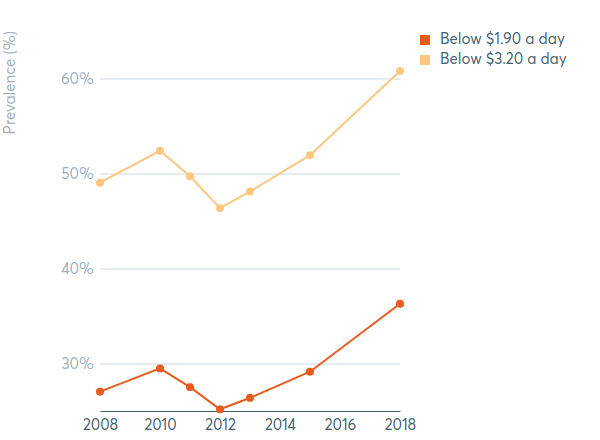 Prevalence (%)
Below $1.90 a day
Below $3.20 a day
60%
50%
40%
30%
2008 2010 2012 2014 2016 2018